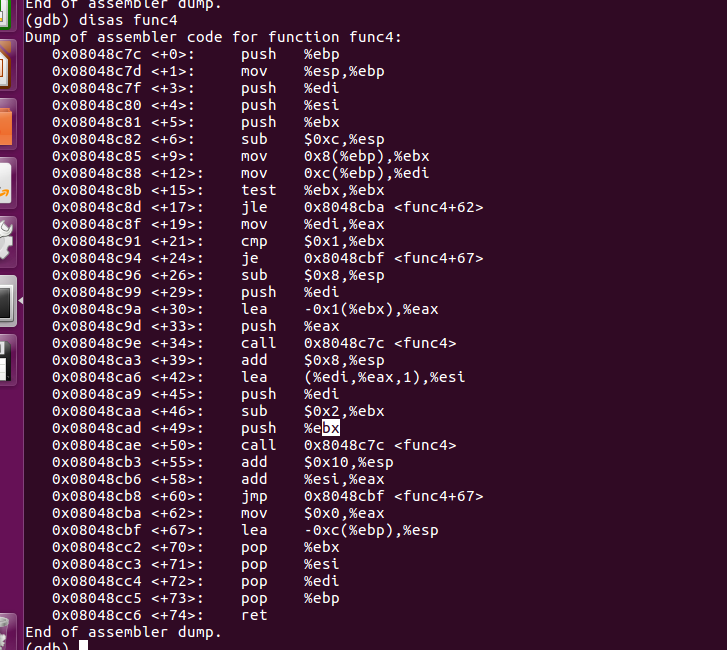 End of assembler dump.
(gdb) disas func4
Dump of assembler code for function func4:
   0x08048c7c <+0>:     push   %ebp
   0x08048c7d <+1>:     mov    %esp,%ebp
   0x08048c7f <+3>:     push   %edi
   0x08048c80 <+4>:     push   %esi
   0x08048c81 <+5>:     push   %ebx
   0x08048c82 <+6>:     sub    $0xc,%esp
   0x08048c85 <+9>:     mov    0x8(%ebp),%ebx
   0x08048c88 <+12>:    mov    0xc(%ebp),%edi
   0x08048c8b <+15>:    test   %ebx,%ebx
   0x08048c8d <+17>:    jle    0x8048cba <func4+62>
   0x08048c8f <+19>:    mov    %edi,%eax
   0x08048c91 <+21>:    cmp    $0x1,%ebx
   0x08048c94 <+24>:    je     0x8048cbf <func4+67>
   0x08048c96 <+26>:    sub    $0x8,%esp
   0x08048c99 <+29>:    push   %edi
   0x08048c9a <+30>:    lea    -0x1(%ebx),%eax
   0x08048c9d <+33>:    push   %eax
   0x08048c9e <+34>:    call   0x8048c7c <func4>
   0x08048ca3 <+39>:    add    $0x8,%esp
   0x08048ca6 <+42>:    lea    (%edi,%eax,1),%esi
   0x08048ca9 <+45>:    push   %edi
   0x08048caa <+46>:    sub    $0x2,%ebx
   0x08048cad <+49>:    push   %ebx
   0x08048cae <+50>:    call   0x8048c7c <func4>
   0x08048cb3 <+55>:    add    $0x10,%esp
   0x08048cb6 <+58>:    add    %esi,%eax
   0x08048cb8 <+60>:    jmp    0x8048cbf <func4+67>
   0x08048cba <+62>:    mov    $0x0,%eax
   0x08048cbf <+67>:    lea    -0xc(%ebp),%esp
   0x08048cc2 <+70>:    pop    %ebx
   0x08048cc3 <+71>:    pop    %esi
   0x08048cc4 <+72>:    pop    %edi
   0x08048cc5 <+73>:    pop    %ebp
   0x08048cc6 <+74>:    ret
End of assembler dump.
(gdb)